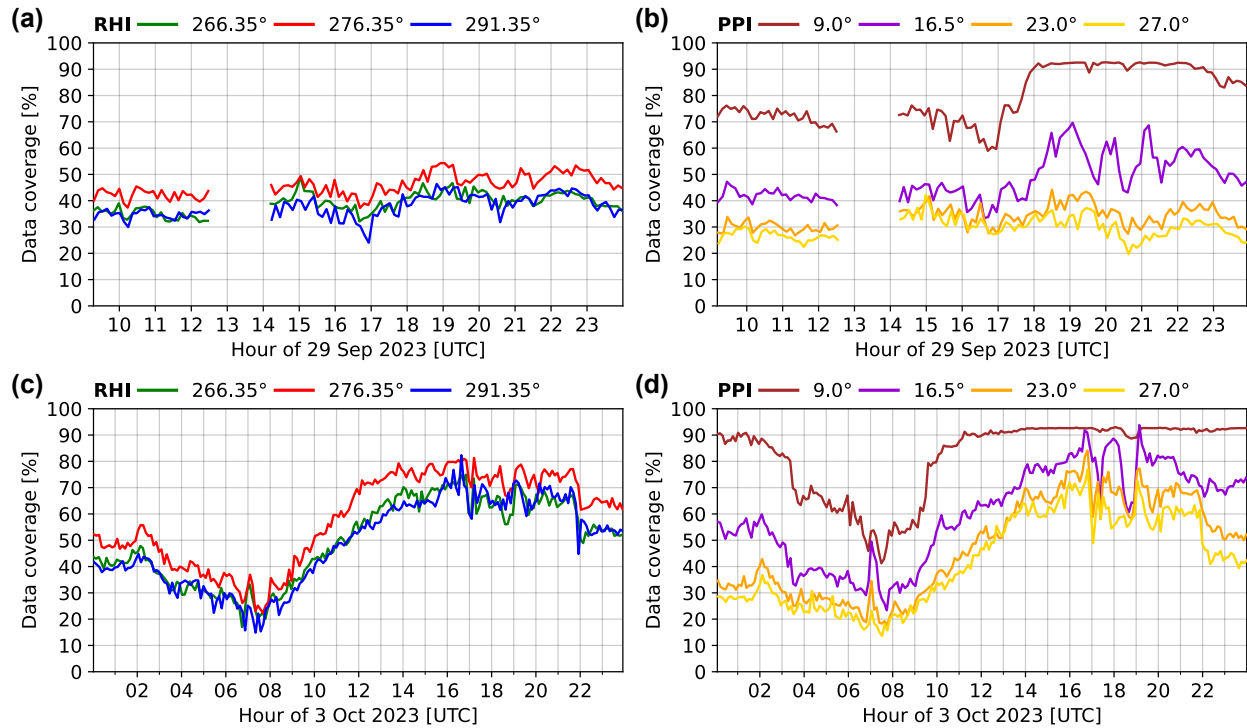 (a) RHI 266.35° 276.35° 291.35°
100
90
80
70
60
50
40
30
20
10
0
Data coverage [%]
10 11 12 13 14 15 16 17 18 19 20 21 22 23
Hour of 29 Sep 2023 [UTC]
(b) PPI 9.0° 16.5° 23.0° 27.0°
100
90
80
70
60
50
40
30
20
10
0
Data coverage [%]
10 11 12 13 14 15 16 17 18 19 20 21 22 23
Hour of 29 Sep 2023 [UTC]
(c) RHI 266.35° 276.35° 291.35°
100
90
80
70
60
50
40
30
20
10
0
Data coverage [%]
02 04 06 08 10 12 14 16 18 20 22
Hour of 3 Oct 2023 [UTC]
(d) PPI 9.0° 16.5° 23.0° 27.0°
100
90
80
70
60
50
40
30
20
10
0
Data coverage [%]
02 04 06 08 10 12 14 16 18 20 22
Hour of 3 Oct 2023 [UTC]